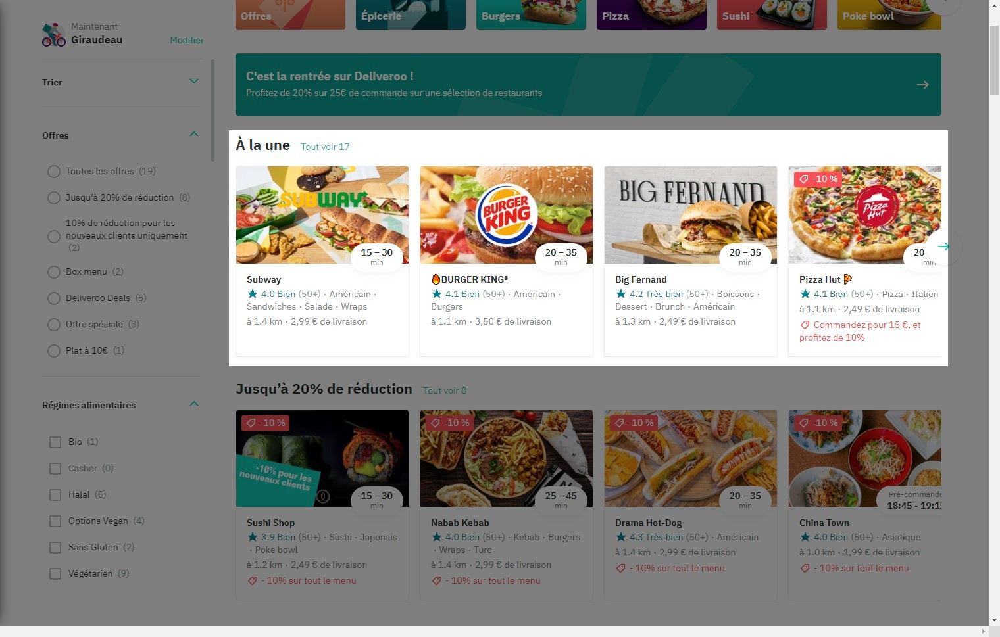 Offres
Épicerie
Burgers
Pizza
Sushi
Poke bowl
Maintenant
Giraudeau
Modifier
Trier
Offres
Toutes les offres (19)
Jusqu'à 20% de réduction (8)
10% de réduction pour les
nouveaux clients uniquement
(2)
Box menu (2)
Deliveroo Deals (5)
Offre spéciale (3)
Plat à 10€ (1)
Régimes alimentaires
Bio (1)
Casher (0)
Halal (5)
Options Vegan (4)
Sans Gluten (2)
Végétarien (9)
C'est la rentrée sur Deliveroo !
Profitez de 20% sur 25€ de commande sur une sélection de restaurants
À la une Tout voir 17
SUBWAY
15 – 30
min
Subway
4.0 Bien (50+) · Américain ·
Sandwiches · Salade · Wraps
à 1.4 km · 2,99 € de livraison
BURGER
KING
20 – 35
min
🔥BURGER KING®
4.1 Bien (50+) · Américain ·
Burgers
à 1.1 km · 3,50 € de livraison
BIG FERNAND
20 – 35
min
Big Fernand
4.2 Très bien (50+) · Boissons ·
Dessert · Brunch · Américain
à 1.3 km · 2,49 € de livraison
-10 %
Pizza
Hut
20
min
Pizza Hut 🍕
4.1 Bien (50+) · Pizza · Italien
à 1.1 km · 2,49 € de livraison
Commandez pour 15 €, et
profitez de 10%
Jusqu'à 20% de réduction Tout voir 8
-10 %
-10% pour les
nouveaux clients
15 – 30
min
Sushi Shop
3.9 Bien (50+) · Sushi · Japonais
· Poke bowl
à 1.2 km · 2,49 € de livraison
- 10% sur tout le menu
-10 %
25 – 45
min
Nabab Kebab
4.0 Bien (50+) · Kebab · Burgers
· Wraps · Turc
à 1.4 km · 2,99 € de livraison
- 10% sur tout le menu
-10 %
20 – 35
min
Drama Hot-Dog
4.3 Très bien (50+) · Américain
à 1.4 km · 2,99 € de livraison
- 10% sur tout le menu
-10 %
Pré-commande
18:45 - 19:15
China Town
4.0 Bien (50+) · Asiatique
à 1.0 km · 1,99 € de livraison
- 10% sur tout le menu